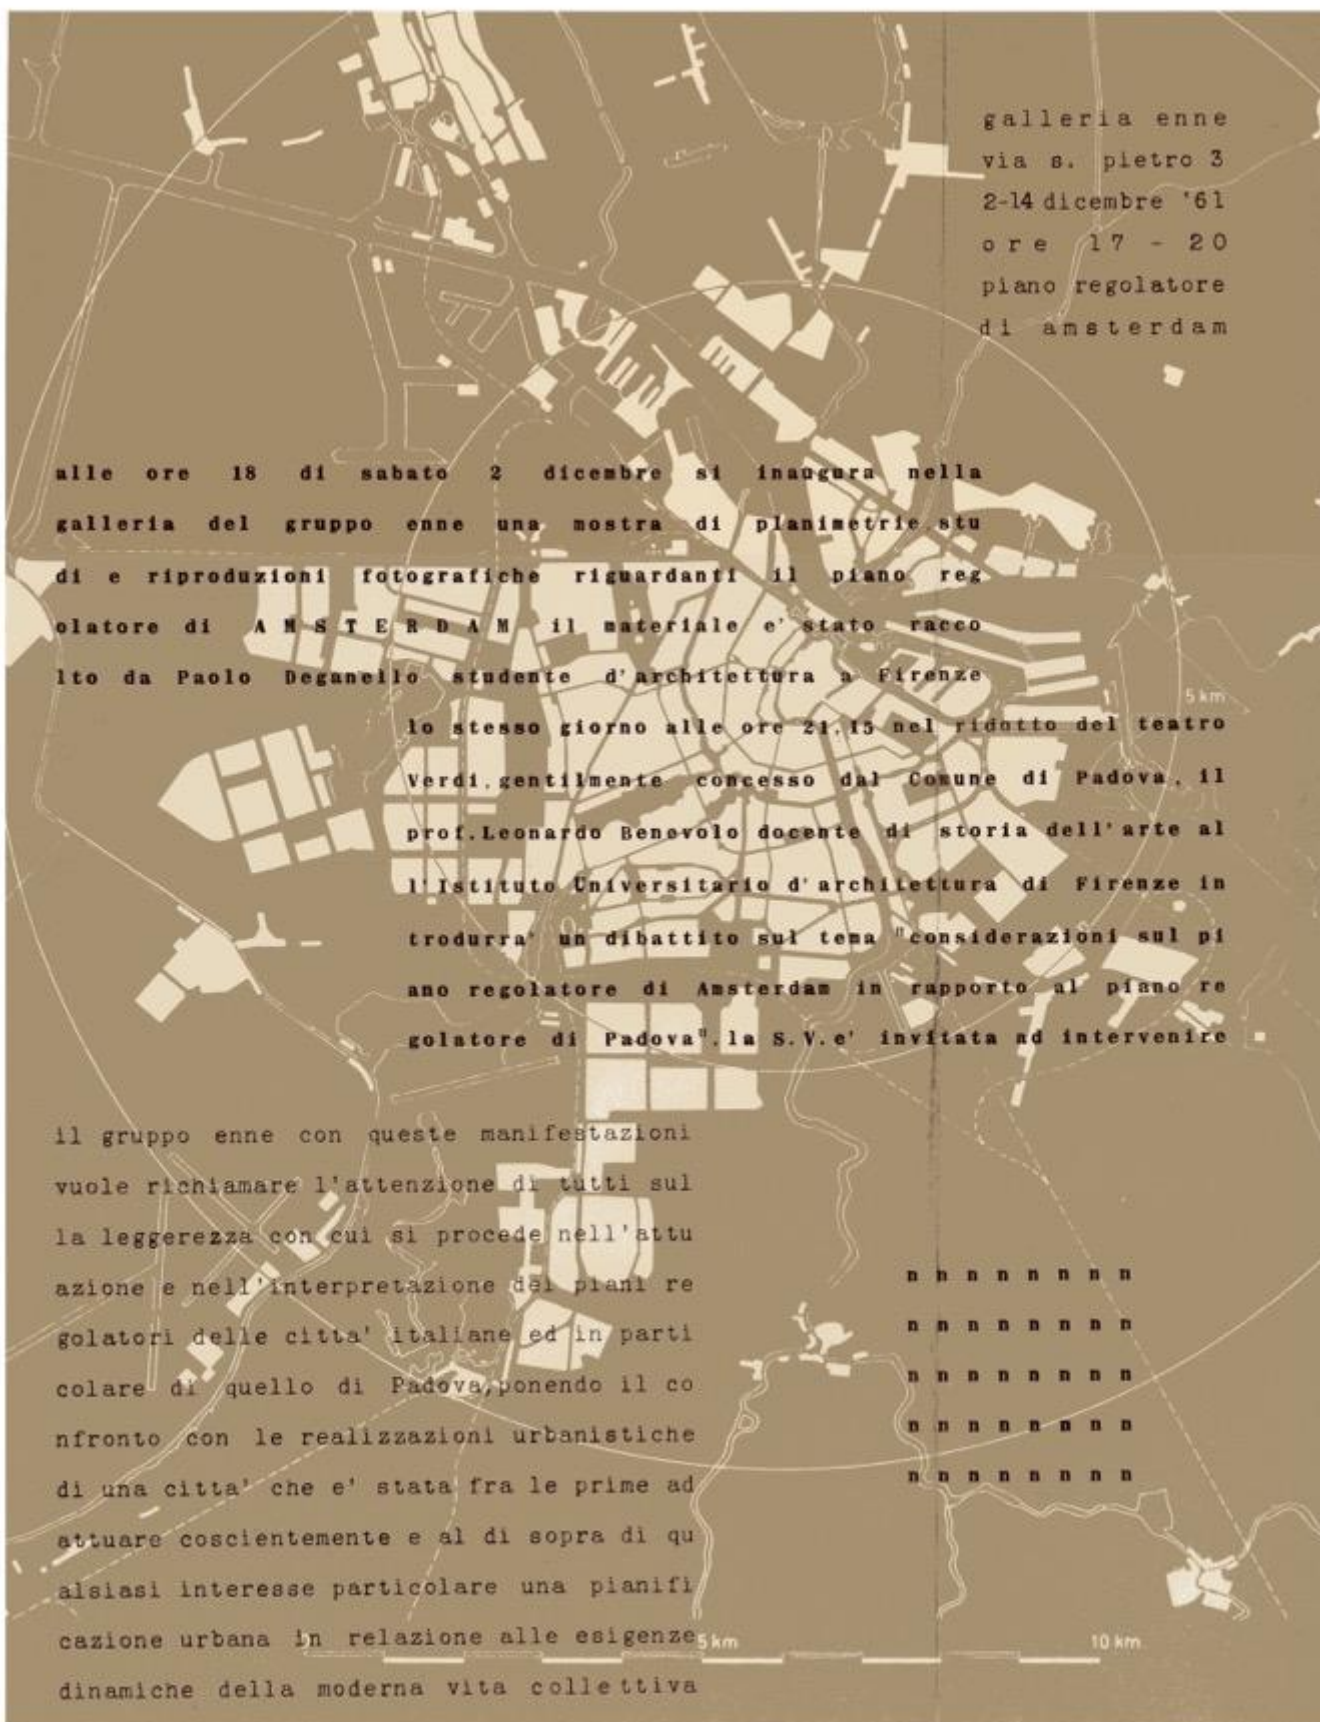 galleria enne
via s. pietro 3
2-14 dicembre '61
ore 17 - 20
piano regolatore
di amsterdam
alle ore 18 di sabato 2 dicembre si inaugura nella
galleria del gruppo enne una mostra di planimetrie.stu
di e riproduzioni fotografiche riguardanti il piano reg
olatore di AMSTERDAM il materiale e' stato racco
lto da Paolo Deganello studente d'architettura a Firenze
5 km
lo stesso giorno alle ore 21.15 nel ridotto del teatro
Verdi.gentilmente concesso dal Comune di Padova. il
prof.Leonardo Benevolo docente di storia dell'arte al
l'Istituto Universitario d'architettura di Firenze in
trodurra' un dibattito sul tema "considerazioni sul pi
ano regolatore di Amsterdam in rapporto al piano re
golatore di Padova".la S.V.e' invitata ad intervenire
il gruppo enne con queste manifestazioni
vuole richiamare l'attenzione di tutti sul
la leggerezza con cui si procede nell'attu
azione e nell'interpretazione dei piani re
golatori delle citta' italiane ed in parti
colare di quello di Padova,ponendo il co
nfronto con le realizzazioni urbanistiche
di una citta' che e' stata fra le prime ad
attuare coscientemente e al di sopra di qu
alsiasi interesse particolare una pianifi
cazione urbana in relazione alle esigenze
dinamiche della moderna vita collettiva
n n n n n n n n
n n n n n n n n
n n n n n n n n
n n n n n n n n
n n n n n n n n
5 km
10 km